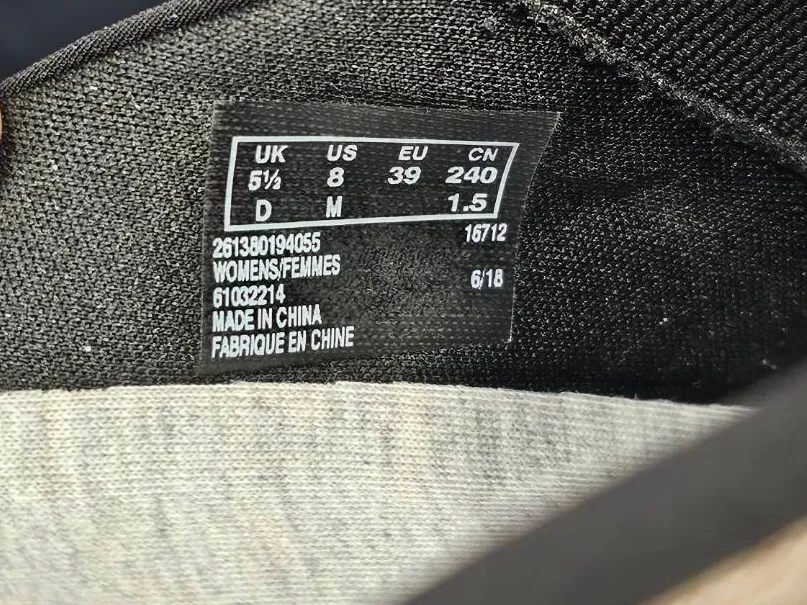 UK US EU CN
5½ 8 39 240
D M 1.5
261380194055 16712
WOMENS/FEMMES
61032214 6/18
MADE IN CHINA
FABRIQUE EN CHINE